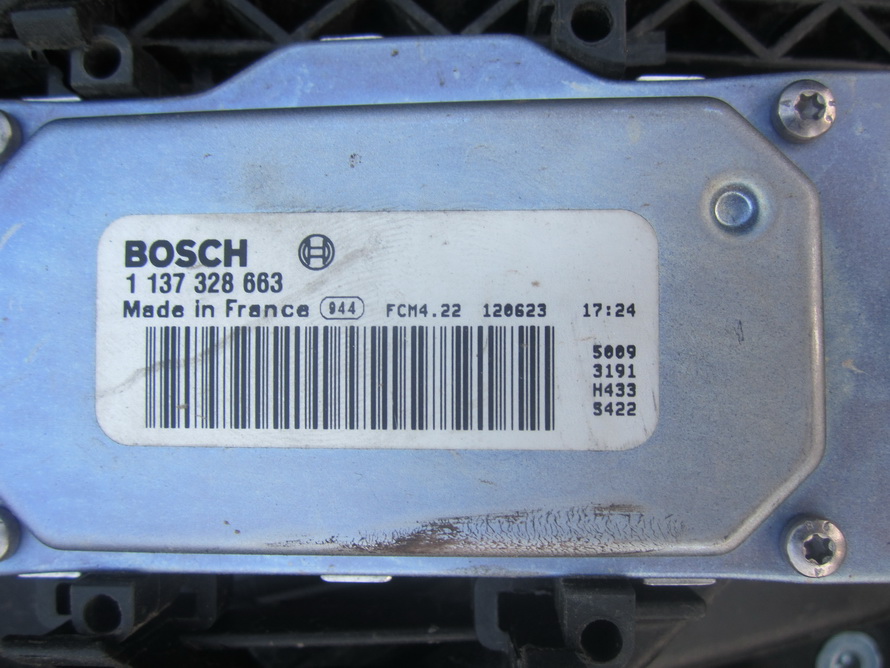 BOSCH
1 137 328 663
Made in France 944 FCM4.22 120623 17:24
5009
3191
H433
S422